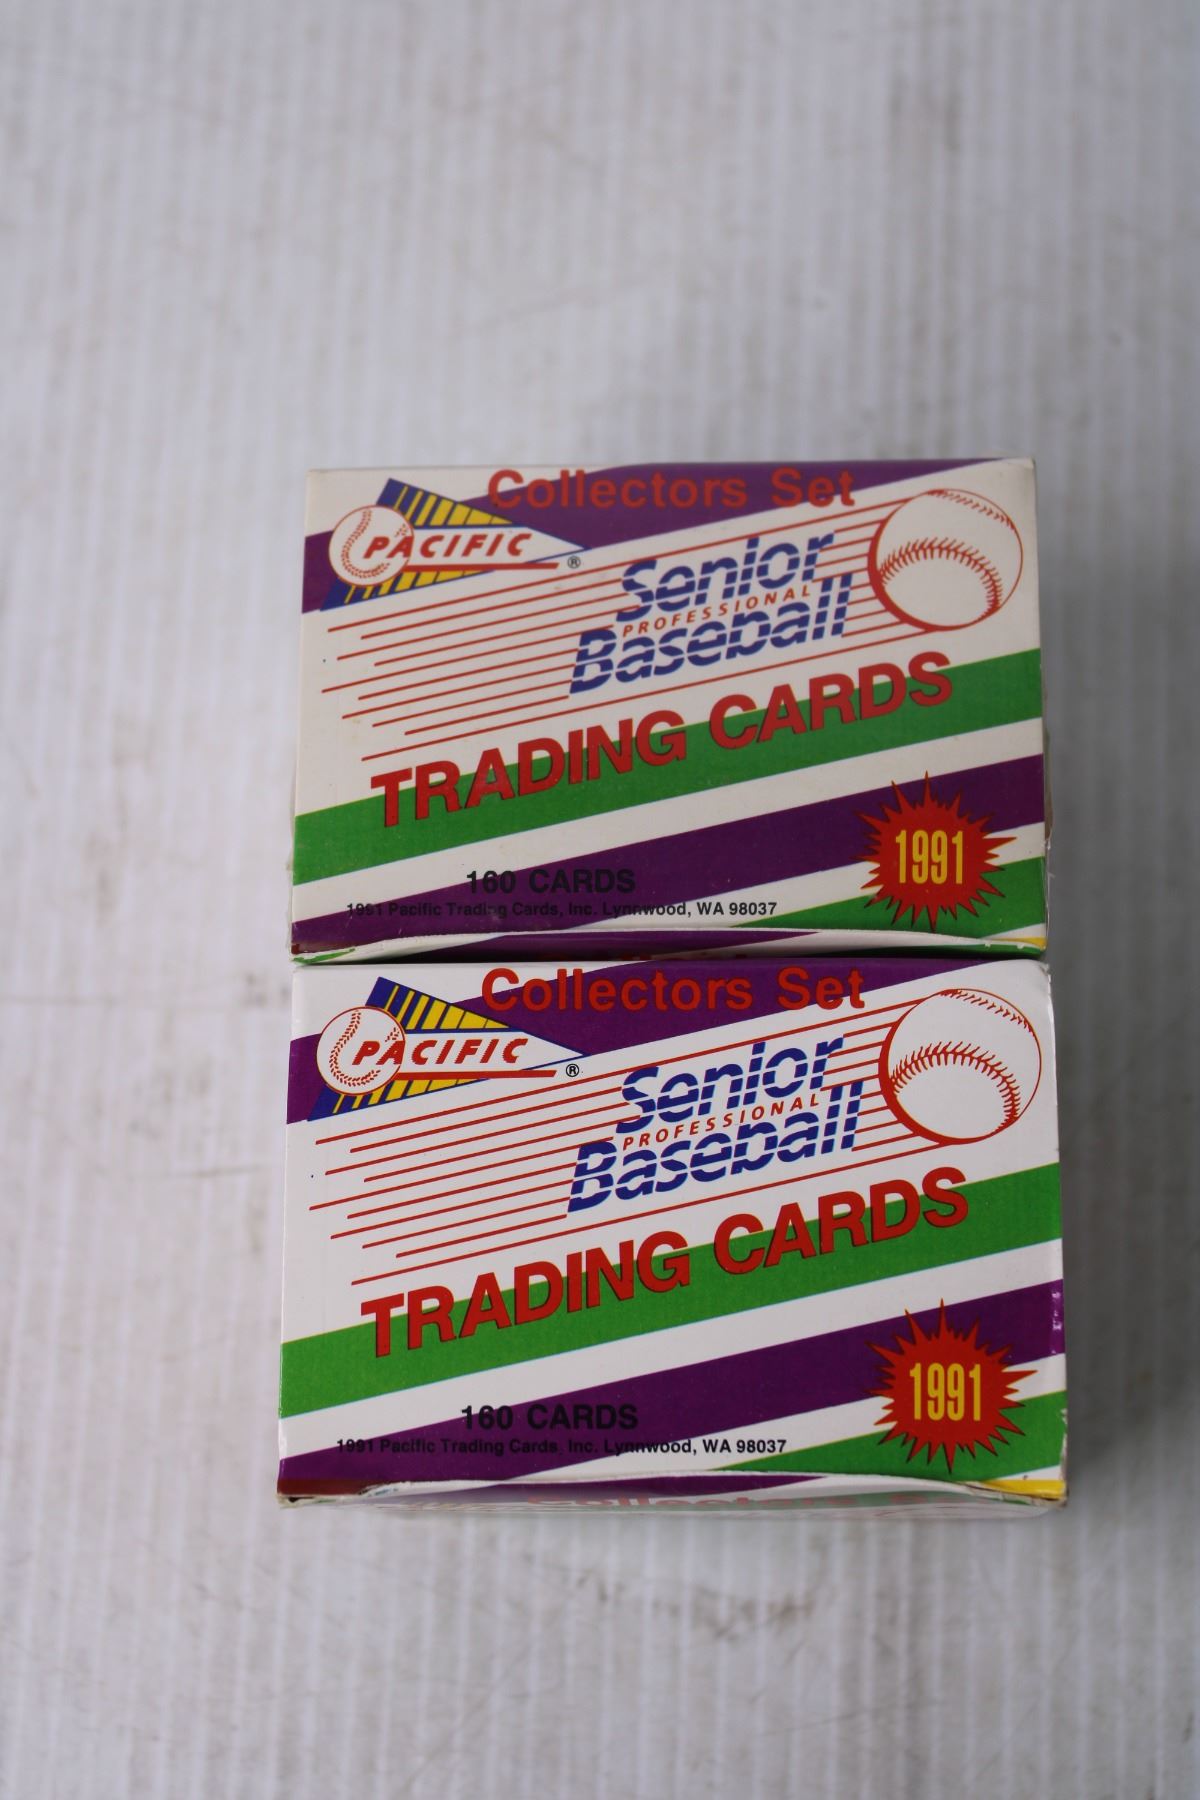 Collectors Set
PACIFIC ®
Senior
PROFESSIONAL
Baseball
TRADING CARDS
1991
160 CARDS
1991 Pacific Trading Cards, Inc. Lynnwood, WA 98037
Collectors Set
PACIFIC ®
Senior
PROFESSIONAL
Baseball
TRADING CARDS
1991
160 CARDS
1991 Pacific Trading Cards, Inc. Lynnwood, WA 98037